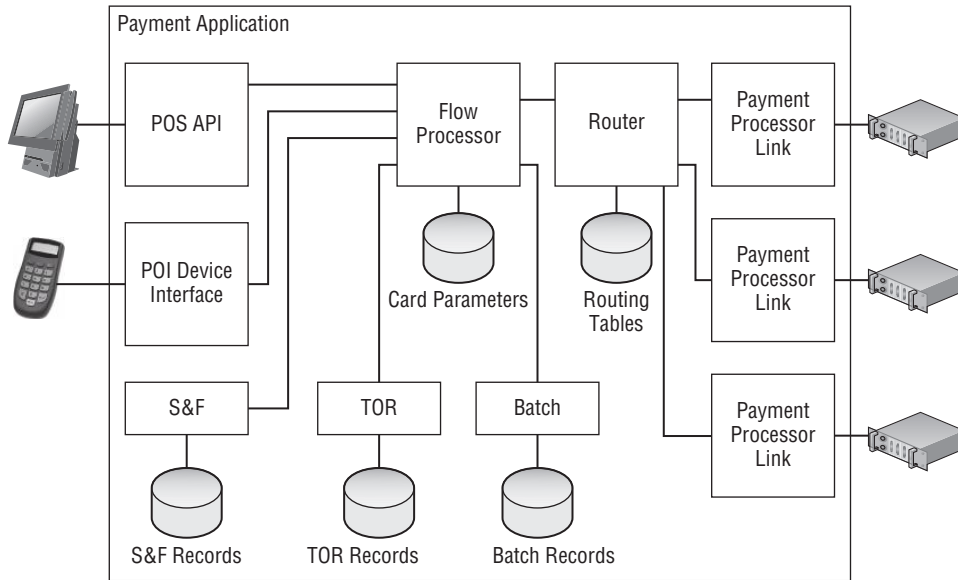 Payment Application
POS API
Flow
Processor
Router
Payment
Processor
Link
POI Device
Interface
Card Parameters
Routing
Tables
Payment
Processor
Link
S&F
TOR
Batch
Payment
Processor
Link
S&F Records
TOR Records
Batch Records